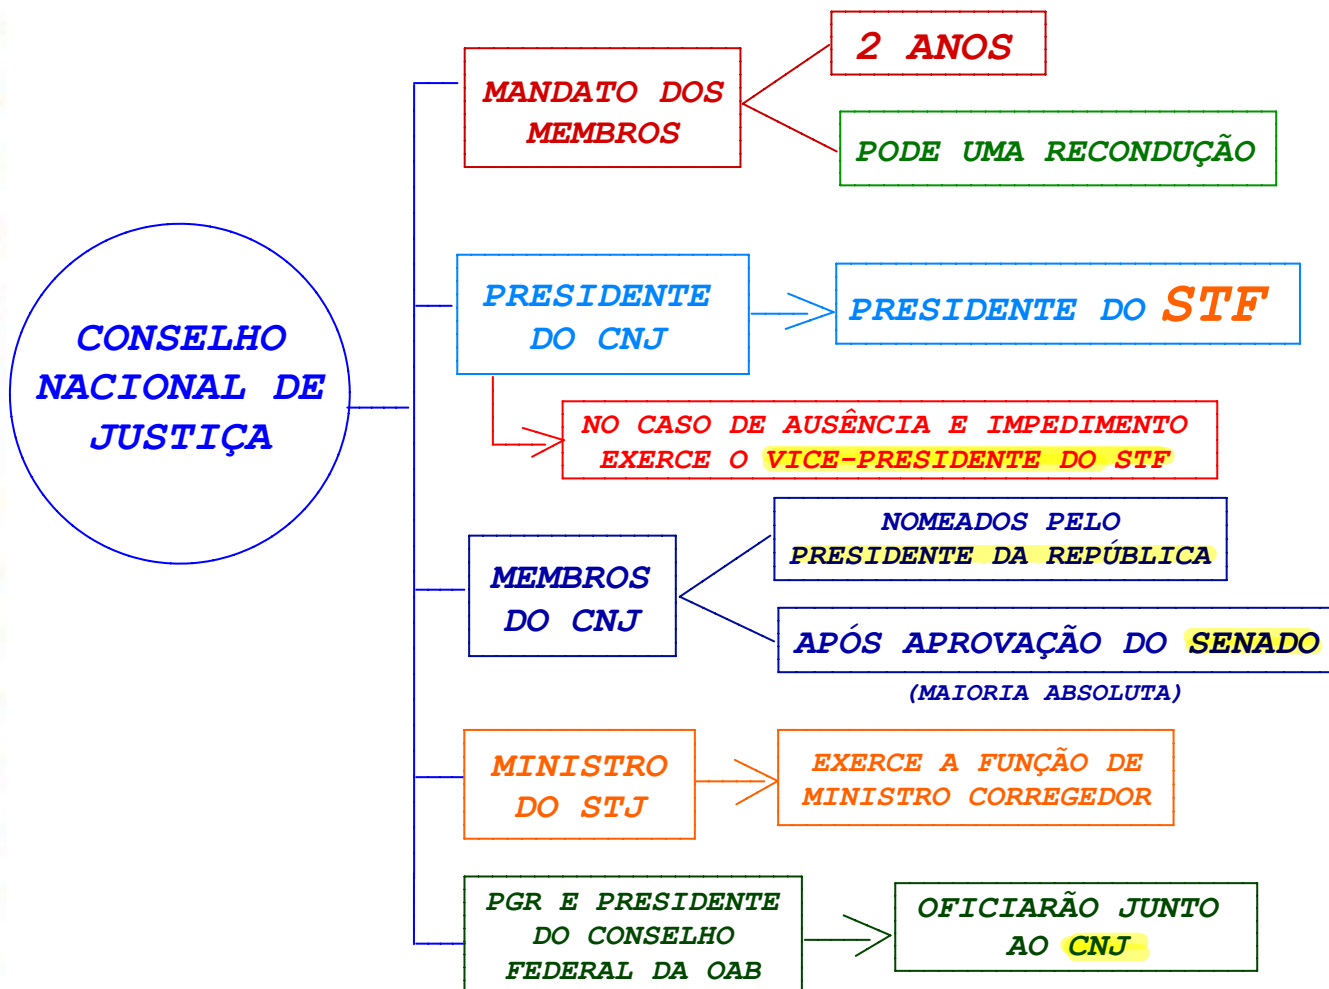 CONSELHO
NACIONAL DE
JUSTIÇA
MANDATO DOS
MEMBROS
2 ANOS
PODE UMA RECONDUÇÃO
PRESIDENTE
DO CNJ
PRESIDENTE DO STF
NO CASO DE AUSÊNCIA E IMPEDIMENTO
EXERCE O VICE-PRESIDENTE DO STF
MEMBROS
DO CNJ
NOMEADOS PELO
PRESIDENTE DA REPÚBLICA
APÓS APROVAÇÃO DO SENADO
(MAIORIA ABSOLUTA)
MINISTRO
DO STJ
EXERCE A FUNÇÃO DE
MINISTRO CORREGEDOR
PGR E PRESIDENTE
DO CONSELHO
FEDERAL DA OAB
OFICIARÃO JUNTO
AO CNJ